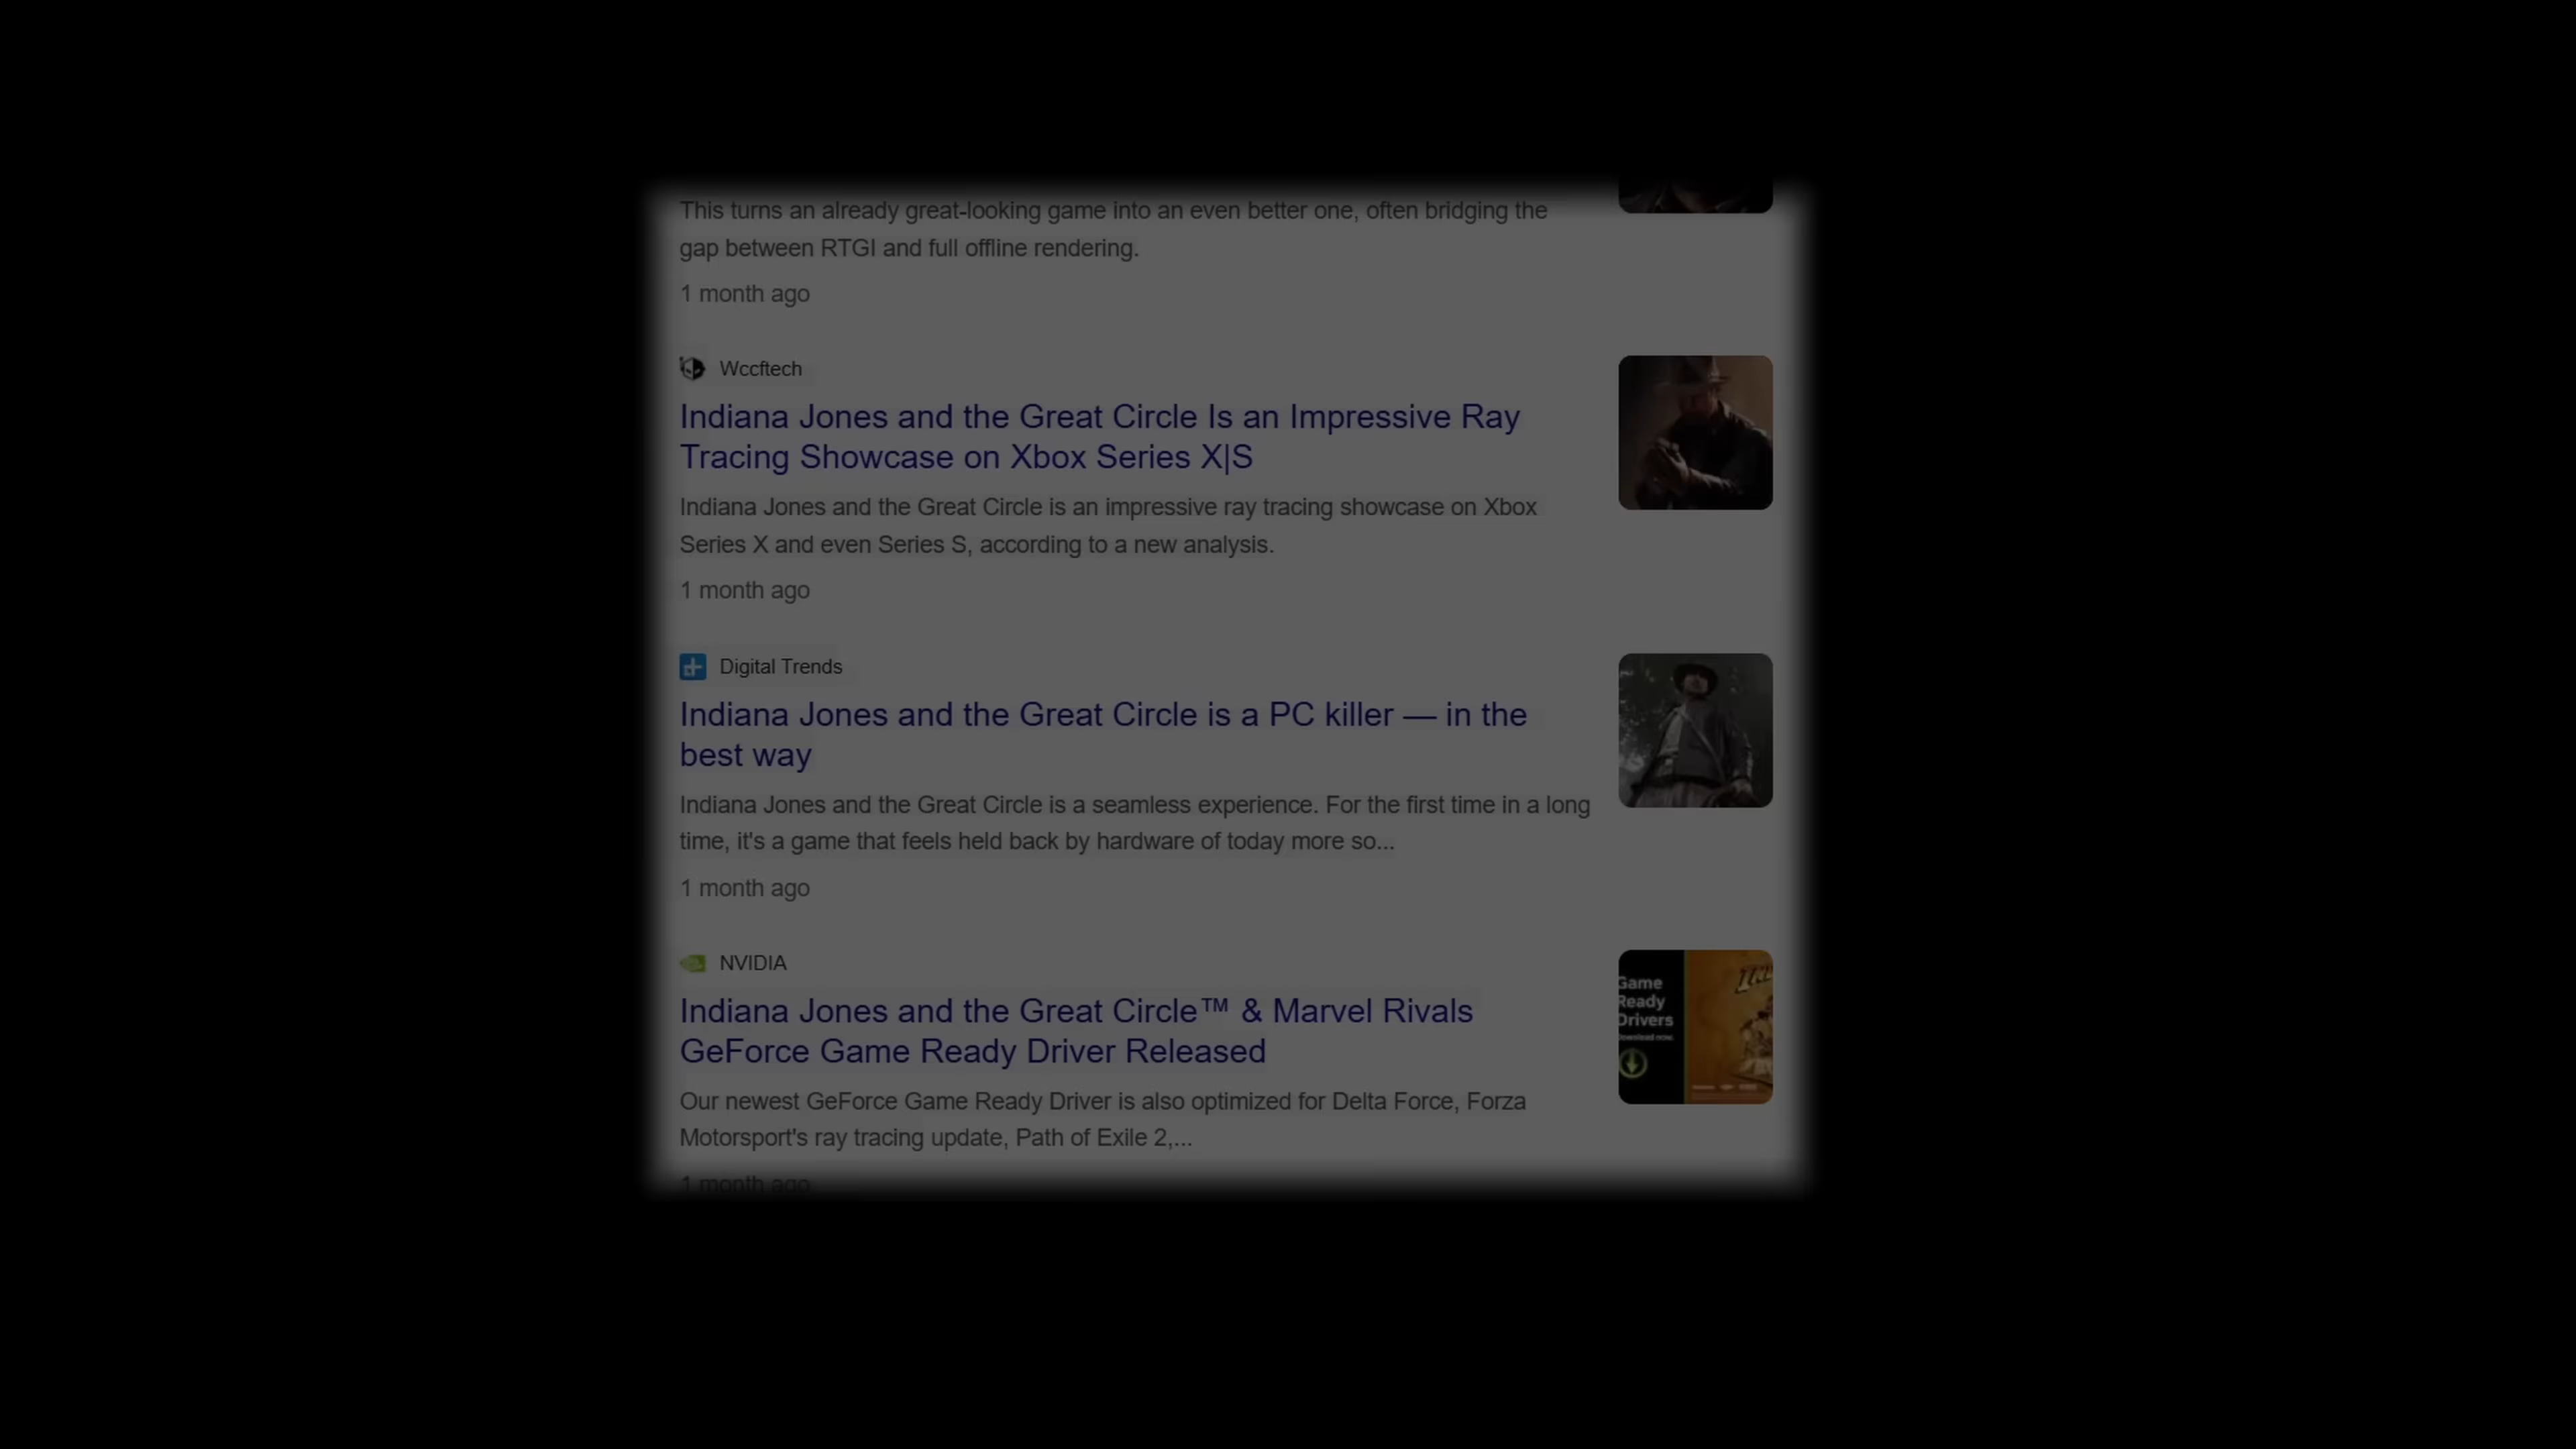 This turns an already great-looking game into an even better one, often bridging the
gap between RTGI and full offline rendering.
1 month ago
Wccftech
Indiana Jones and the Great Circle Is an Impressive Ray
Tracing Showcase on Xbox Series X|S
Indiana Jones and the Great Circle is an impressive ray tracing showcase on Xbox
Series X and even Series S, according to a new analysis.
1 month ago
Digital Trends
Indiana Jones and the Great Circle is a PC killer — in the
best way
Indiana Jones and the Great Circle is a seamless experience. For the first time in a long
time, it's a game that feels held back by hardware of today more so...
1 month ago
NVIDIA
Indiana Jones and the Great Circle™ & Marvel Rivals
GeForce Game Ready Driver Released
Our newest GeForce Game Ready Driver is also optimized for Delta Force, Forza
Motorsport's ray tracing update, Path of Exile 2,...
1 month ago
Game
Ready
Drivers
Download now.